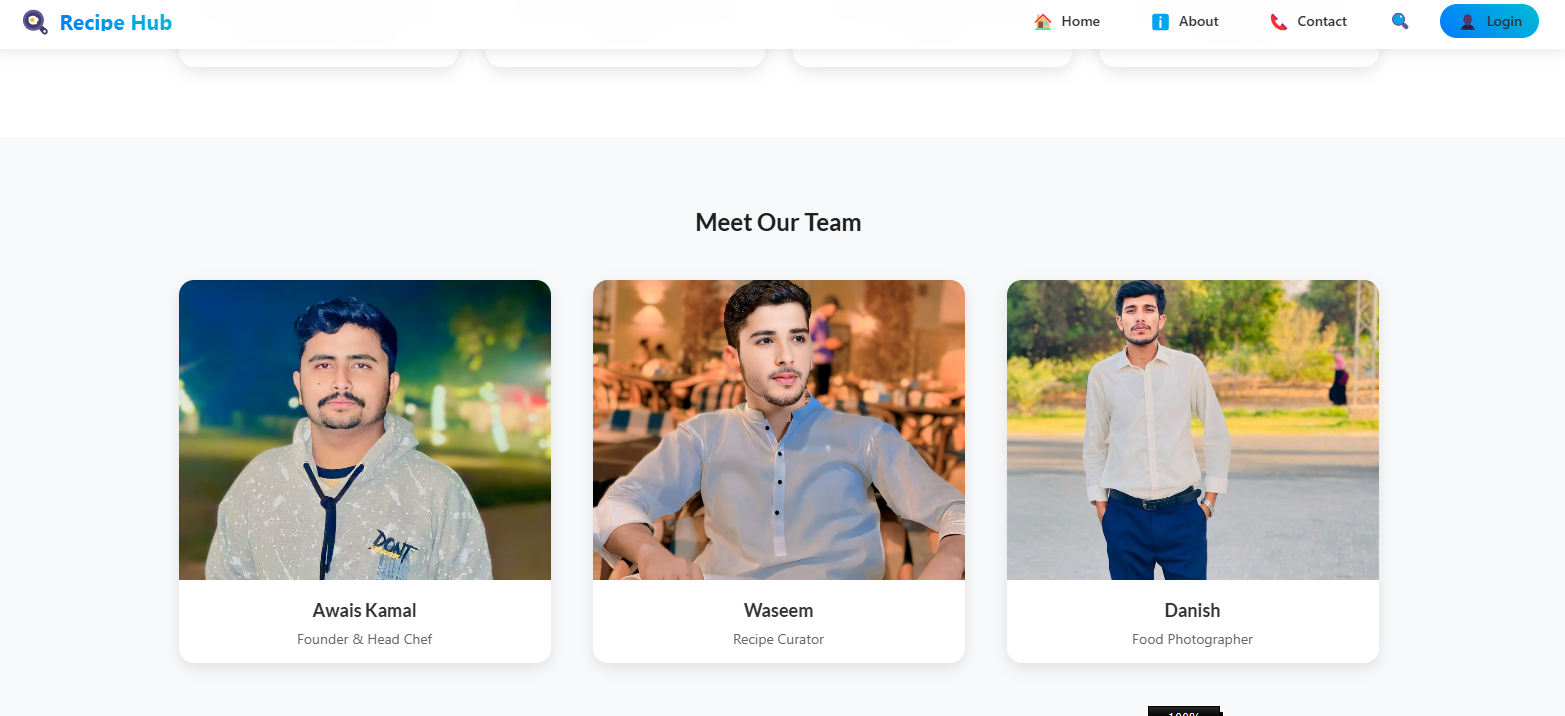 Recipe Hub
Home
About
Contact
Login
Meet Our Team
DONT
Awais Kamal
Founder & Head Chef
Waseem
Recipe Curator
Danish
Food Photographer